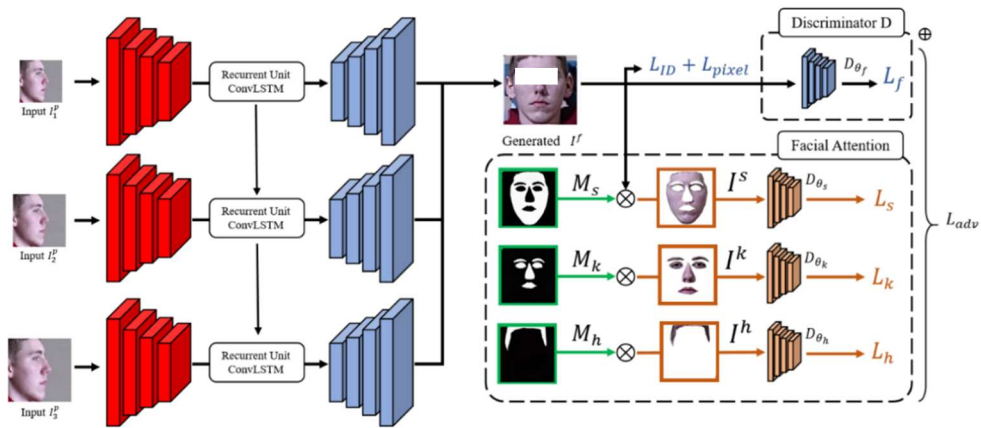 Input I₁ᵖ
Recurrent Unit
ConvLSTM
Generated Iᶠ
L_ID + L_pixel
Discriminator D
D_θf
L_f
⊕
Input I₂ᵖ
Recurrent Unit
ConvLSTM
Facial Attention
M_s
⊗
Iˢ
D_θs
L_s
L_adv
M_k
⊗
Iᵏ
D_θk
L_k
Input I₃ᵖ
Recurrent Unit
ConvLSTM
M_h
⊗
Iʰ
D_θh
L_h